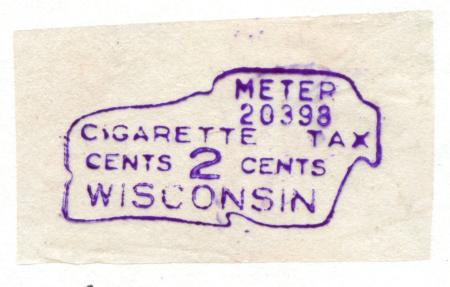 METER
20398
CIGARETTE TAX
CENTS 2 CENTS
WISCONSIN